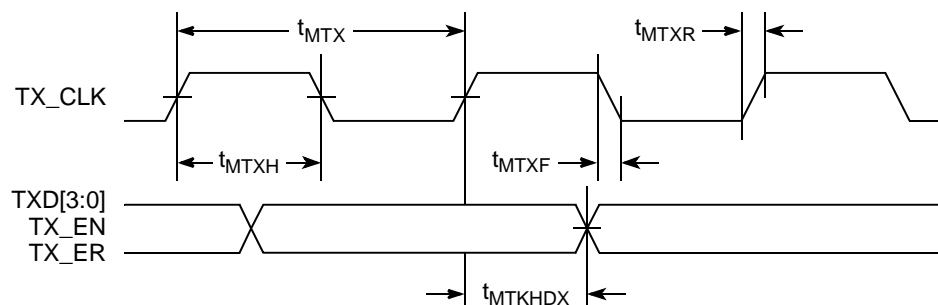 tMTX
tMTXR
TX_CLK
tMTXH
tMTXF
TXD[3:0]
TX_EN
TX_ER
tMTKHDX